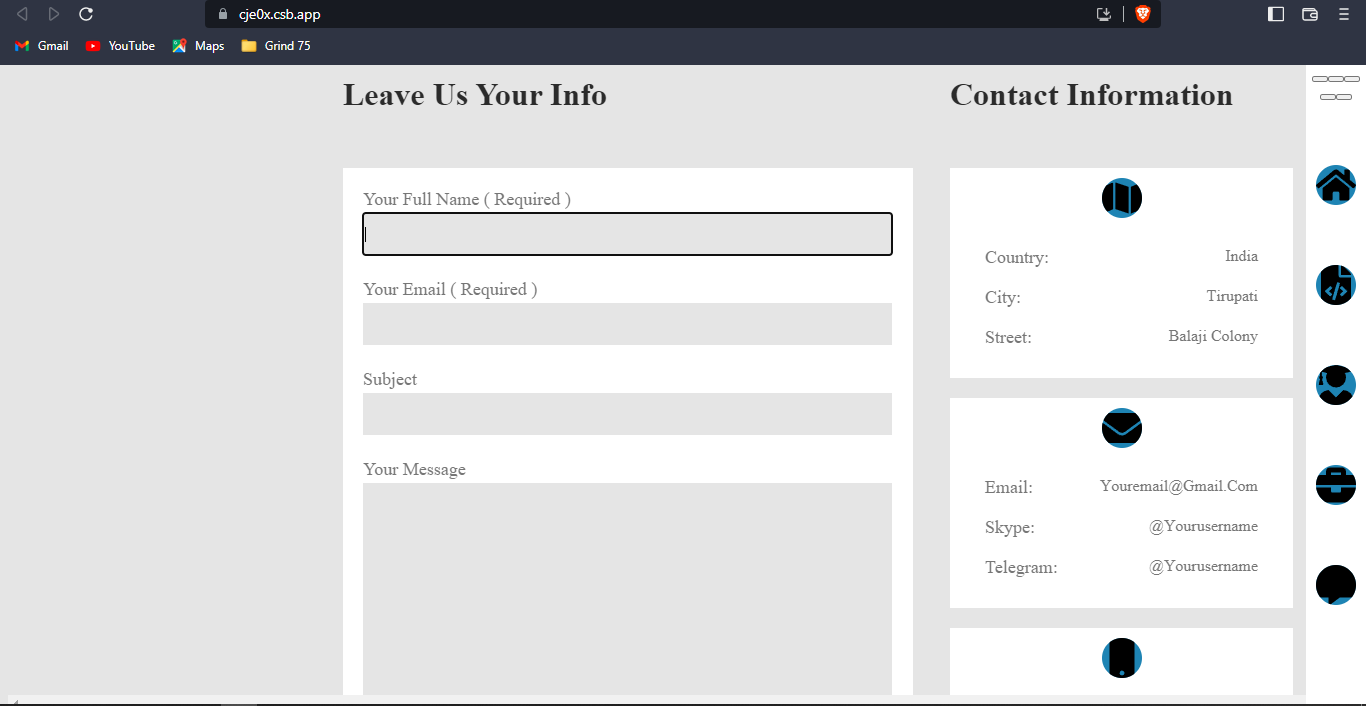 cje0x.csb.app
Gmail YouTube Maps Grind 75
Leave Us Your Info
Your Full Name ( Required )
Your Email ( Required )
Subject
Your Message
Contact Information
Country: India
City: Tirupati
Street: Balaji Colony
Email: Youremail@Gmail.Com
Skype: @Yourusername
Telegram: @Yourusername